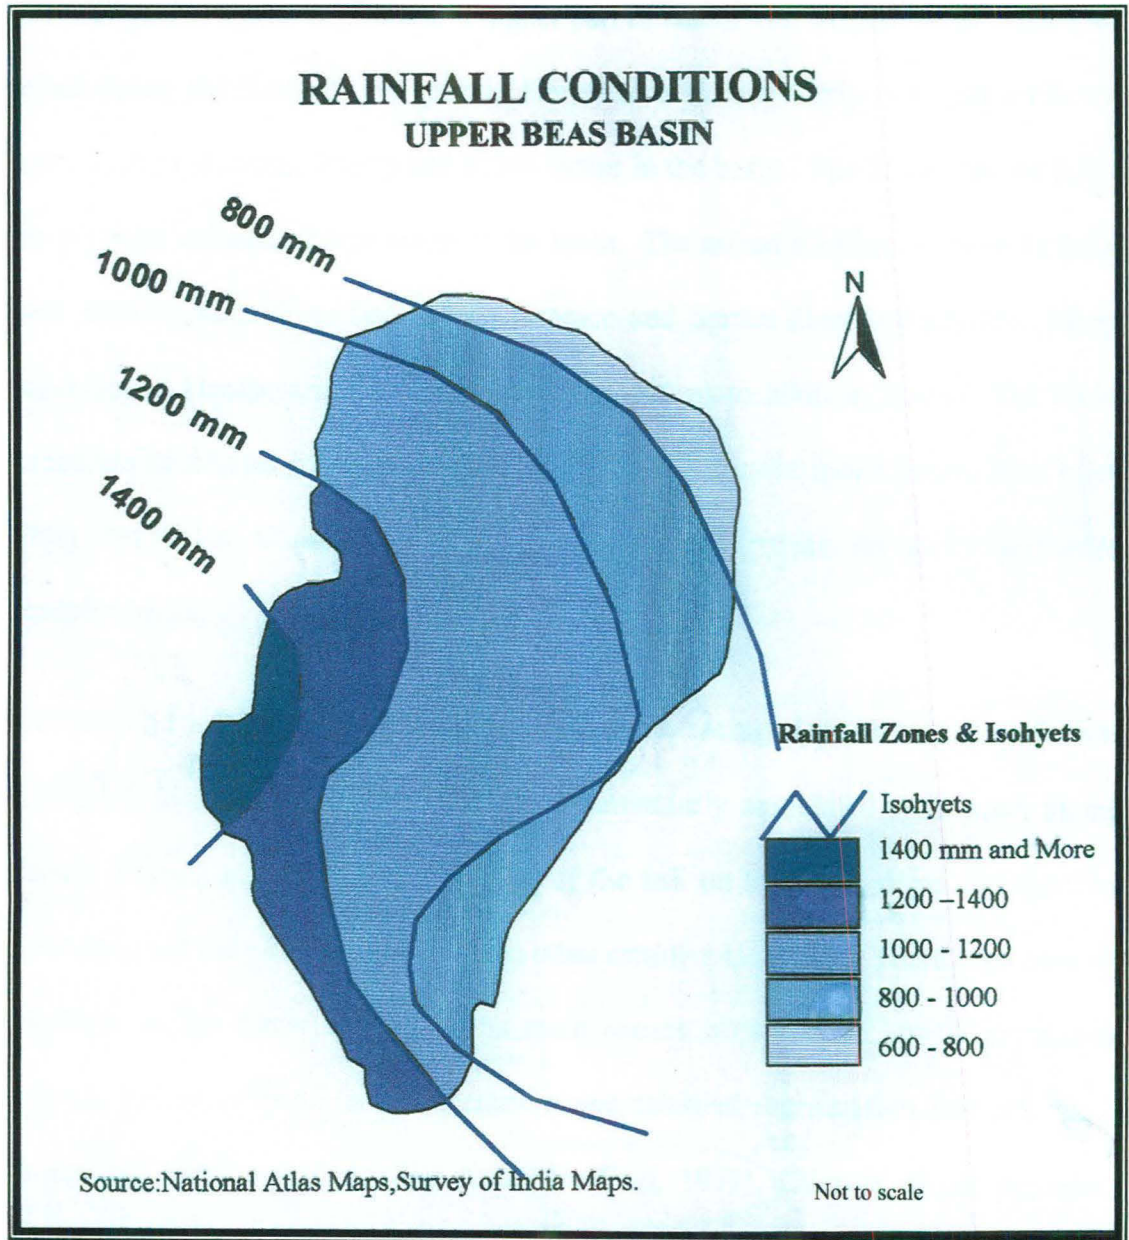 RAINFALL CONDITIONS
UPPER BEAS BASIN
800 mm
1000 mm
1200 mm
1400 mm
N
Rainfall Zones & Isohyets
Isohyets
1400 mm and More
1200 –1400
1000 - 1200
800 - 1000
600 - 800
Source:National Atlas Maps,Survey of India Maps.
Not to scale